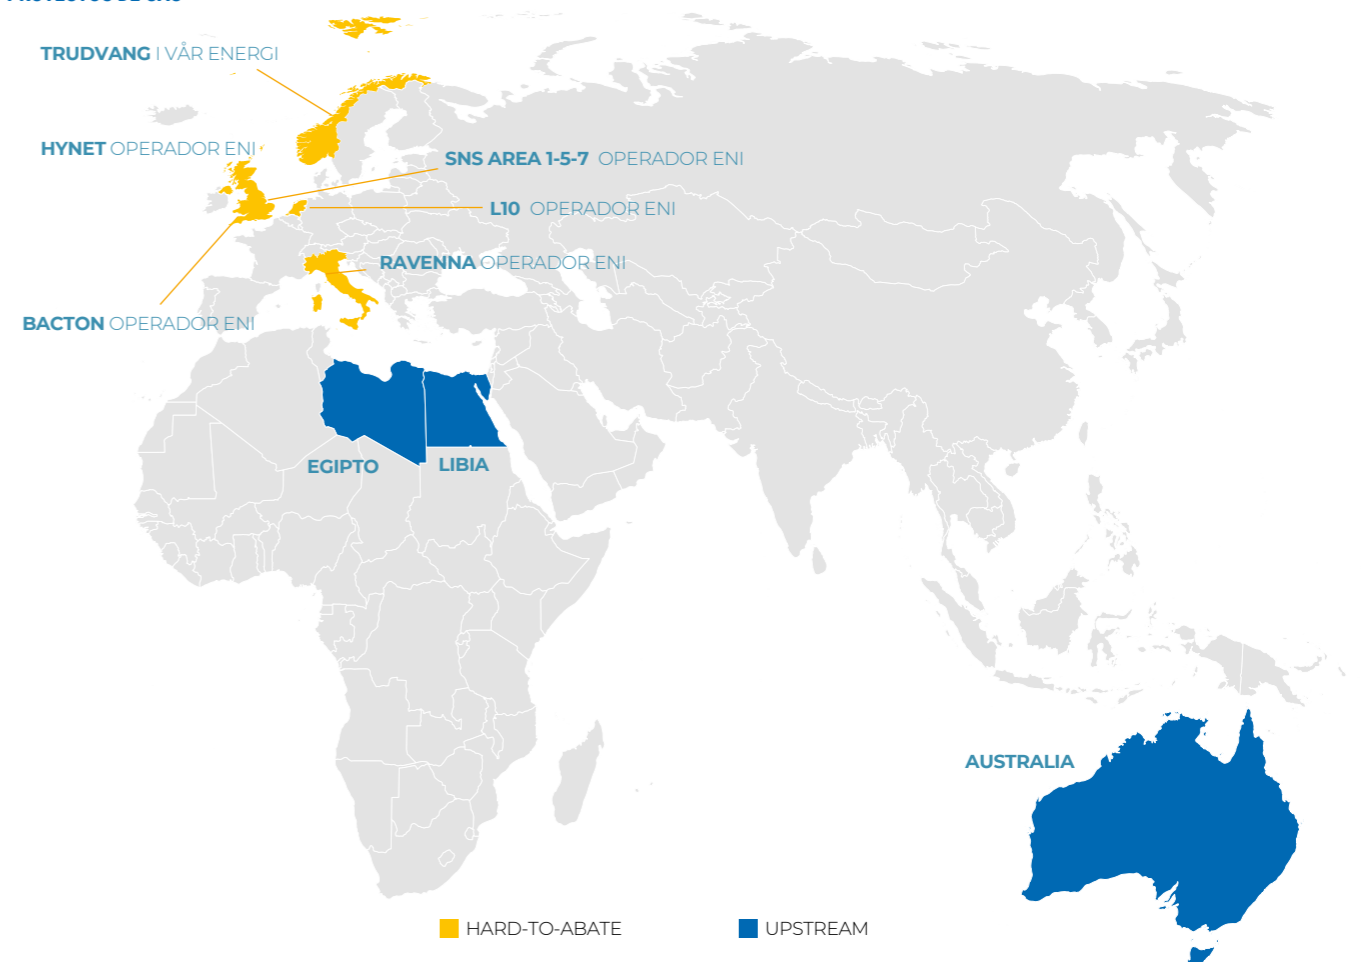 TRUDVANG I VÅR ENERGI
HYNET OPERADOR ENI
SNS AREA 1-5-7 OPERADOR ENI
L10 OPERADOR ENI
RAVENNA OPERADOR ENI
BACTON OPERADOR ENI
EGIPTO
LIBIA
AUSTRALIA
HARD-TO-ABATE
UPSTREAM